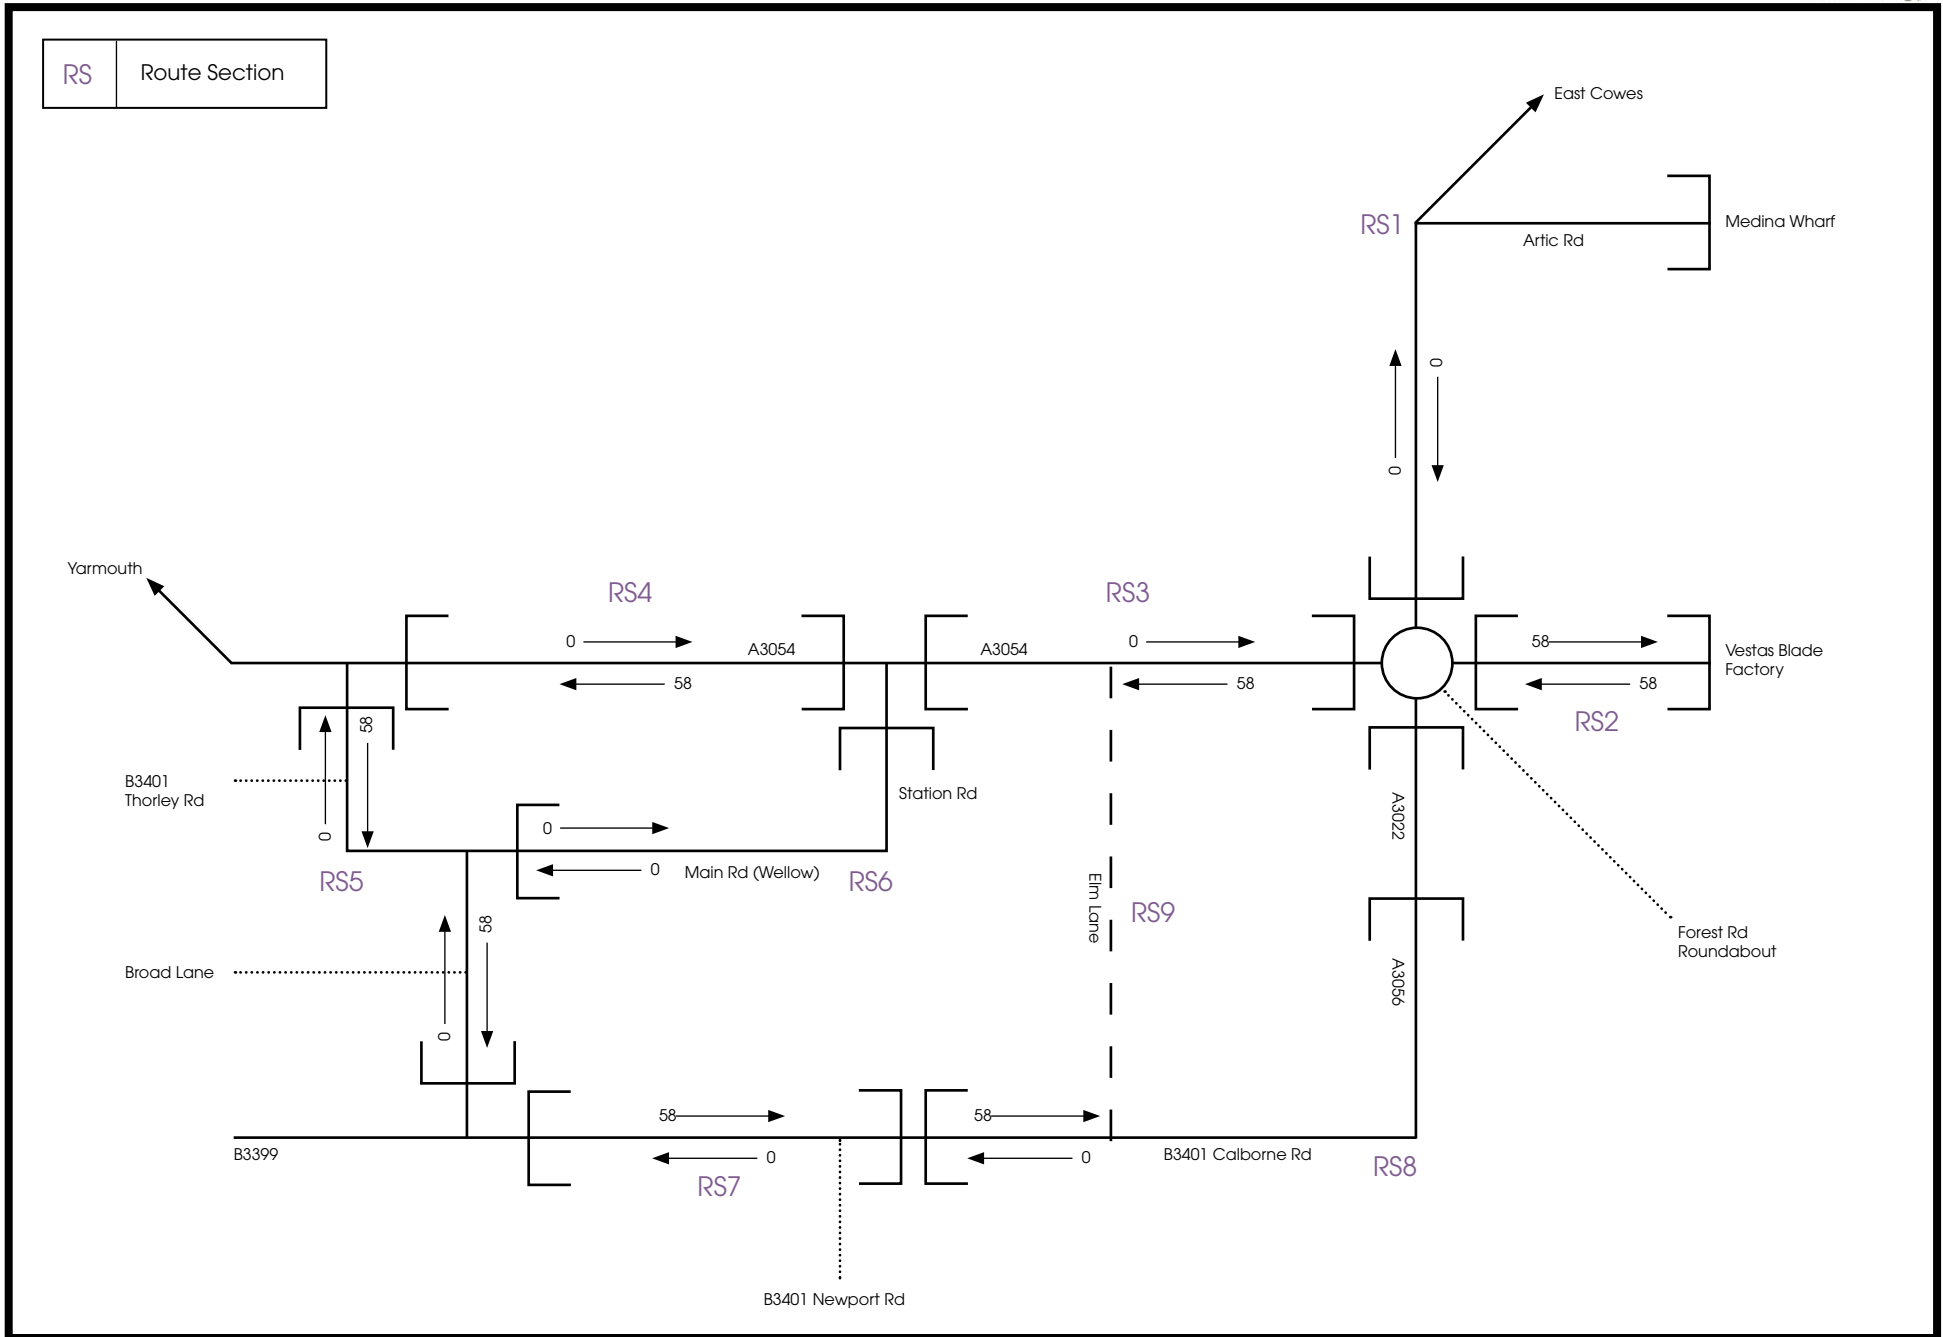 RS Route Section
East Cowes
RS1
Medina Wharf
Artic Rd
0
0
Yarmouth
RS4
RS3
0
A3054
58
A3054
0
58
58
58
Vestas Blade
Factory
RS2
B3401
Thorley Rd
0
58
Station Rd
A3022
0
0
Main Rd (Wellow)
RS5
RS6
Elm Lane
RS9
Forest Rd
Roundabout
Broad Lane
0
58
A3056
58
0
RS7
58
0
B3399
B3401 Calborne Rd
RS8
B3401 Newport Rd